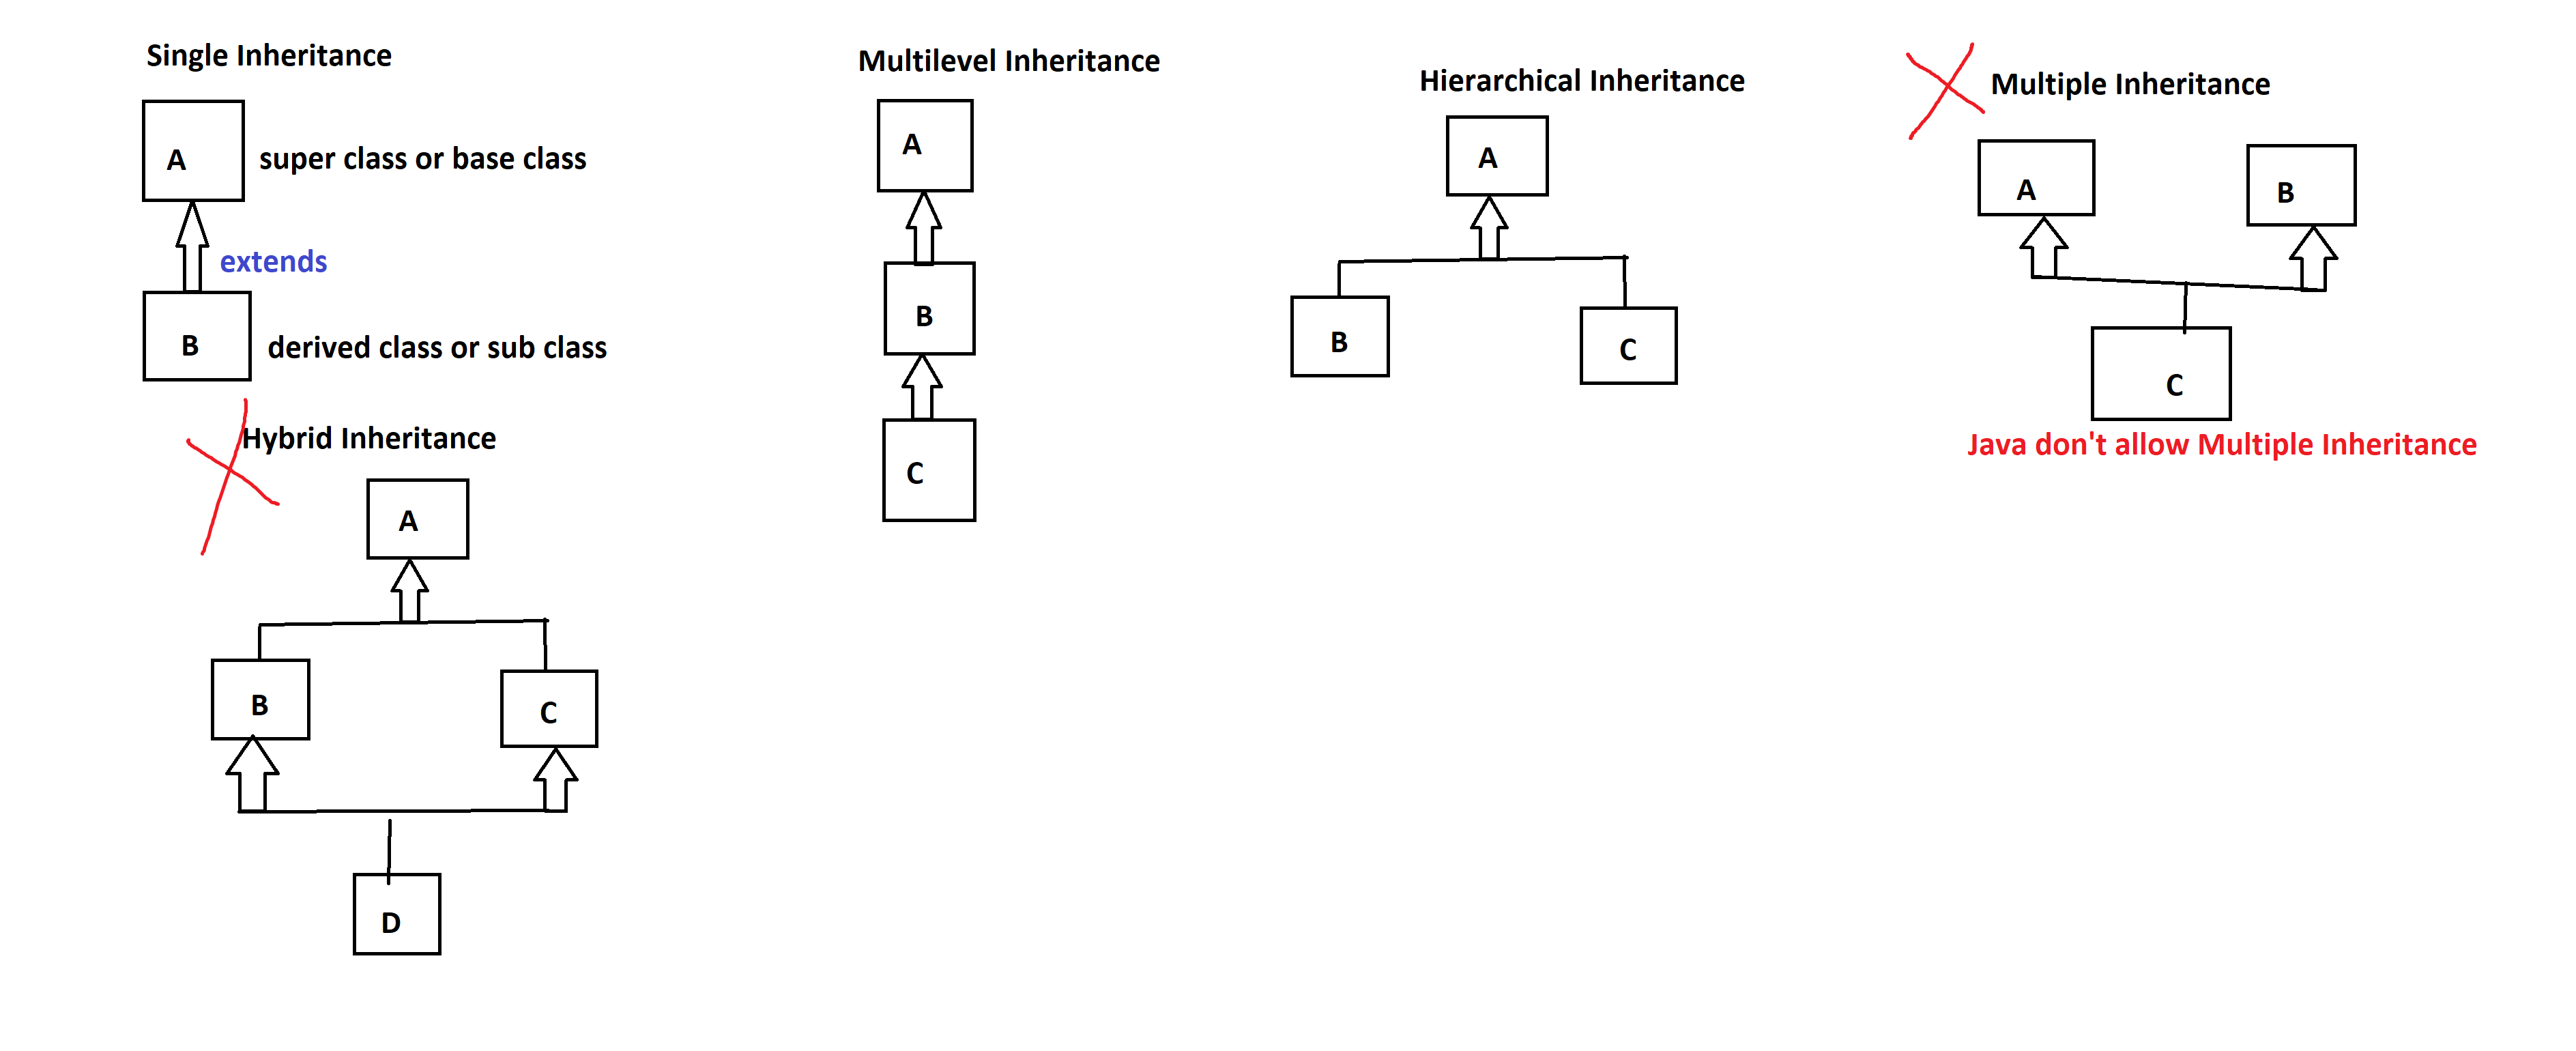 Single Inheritance
A
super class or base class
extends
B
derived class or sub class
Multilevel Inheritance
A
B
C
Hierarchical Inheritance
A
B
C
Multiple Inheritance
A
B
C
Java don't allow Multiple Inheritance
Hybrid Inheritance
A
B
C
D